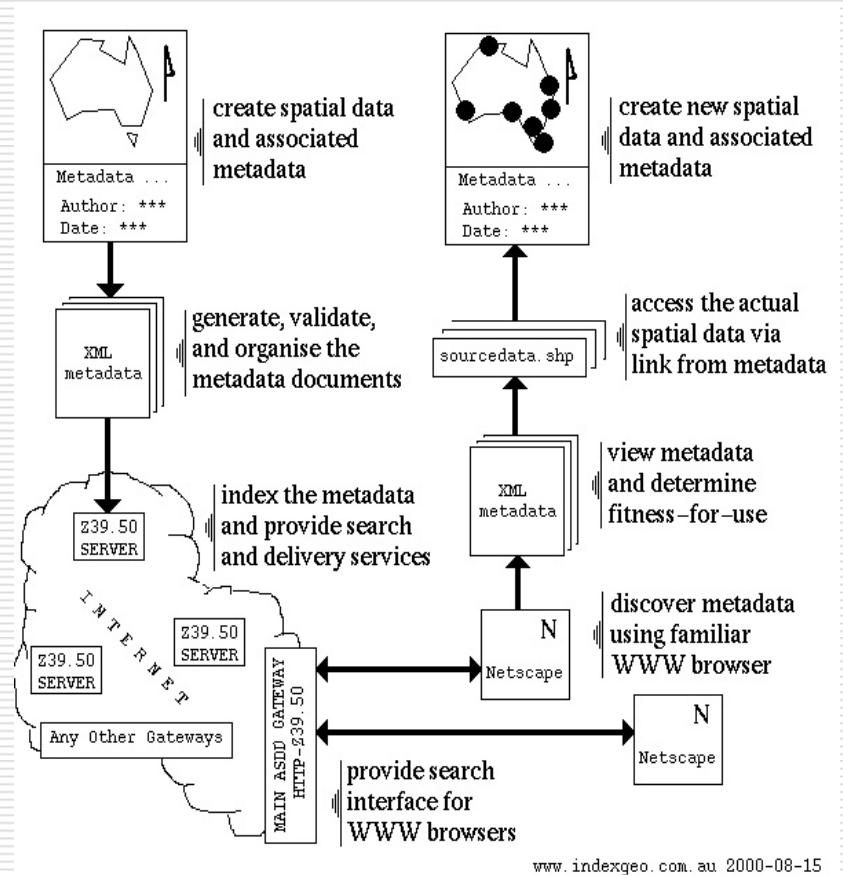 create spatial data
and associated
metadata
Metadata ...
Author: ***
Date: ***
XML
metadata
generate, validate,
and organise the
metadata documents
Z39.50
SERVER
index the metadata
and provide search
and delivery services
INTERNET
Z39.50
SERVER
Z39.50
SERVER
Any Other Gateways
MAIN ASDD GATEWAY
HTTP-Z39.50
provide search
interface for
WWW browsers
N
Netscape
N
Netscape
discover metadata
using familiar
WWW browser
XML
metadata
view metadata
and determine
fitness-for-use
sourcedata.shp
access the actual
spatial data via
link from metadata
Metadata ...
Author: ***
Date: ***
create new spatial
data and associated
metadata
www.indexgeo.com.au 2000-08-15